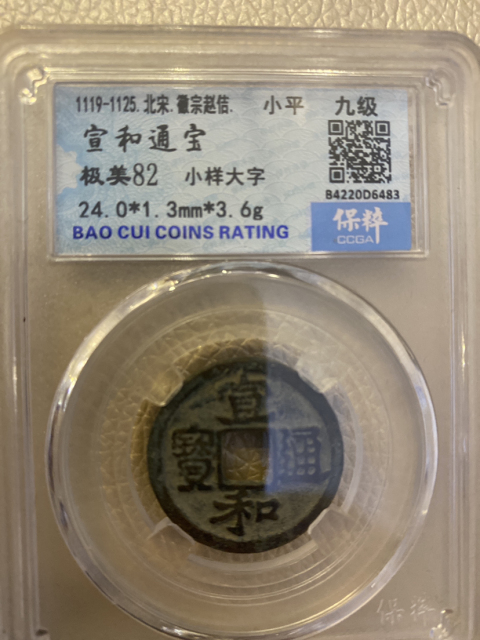 1119-1125.北宋.徽宗赵佶. 小平 九级
宣和通宝
极美82 小样大字
B4220D6483
24.0*1.3mm*3.6g
保粹
CCGA
BAO CUI COINS RATING
宣
寶 通
和
保粹